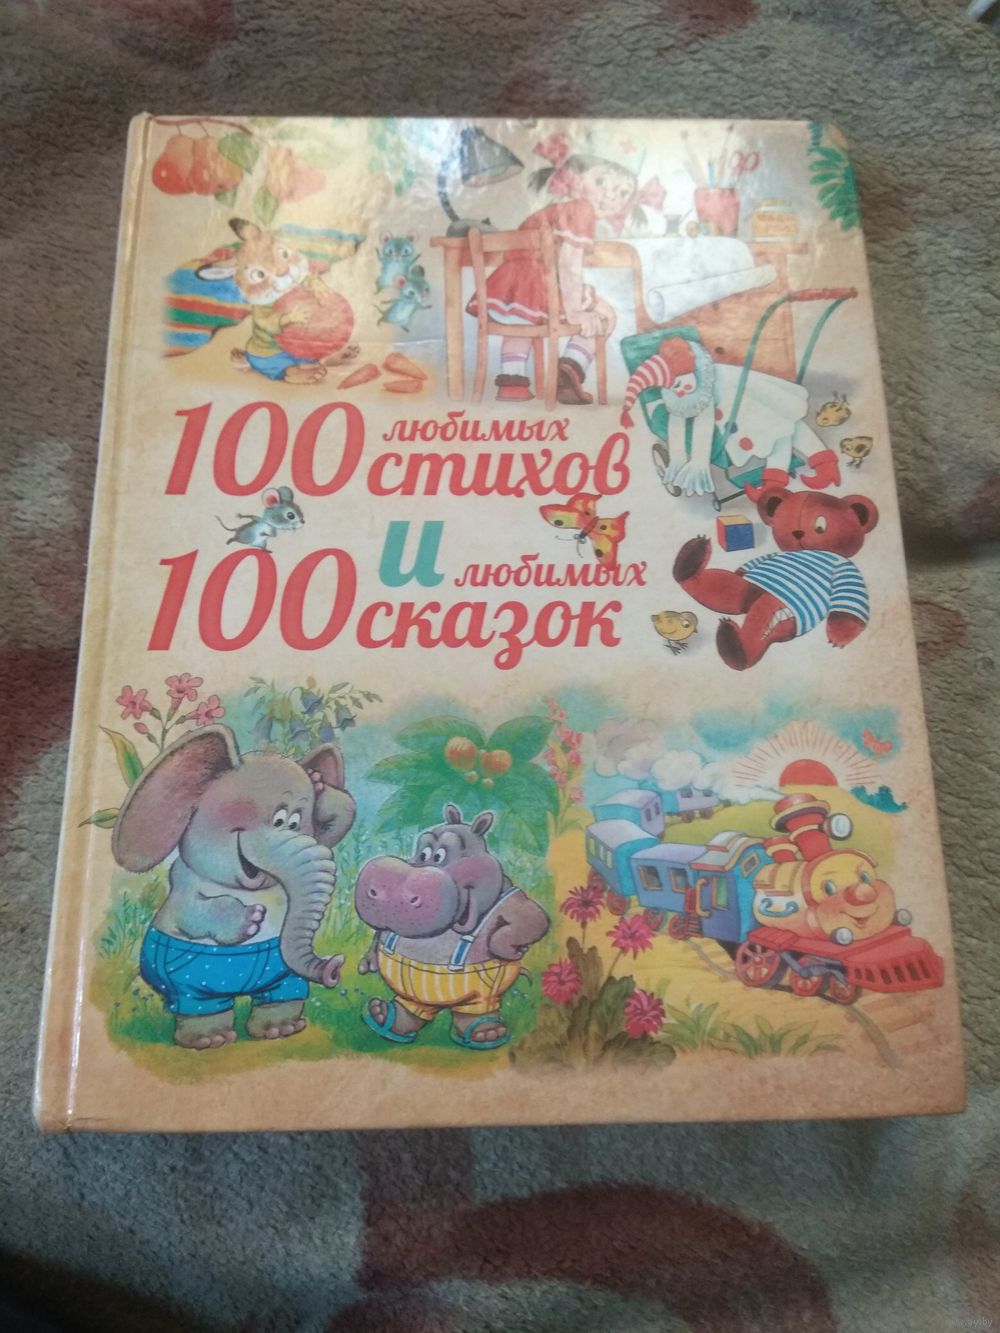 100 любимых
стихов
и
100 любимых
сказок